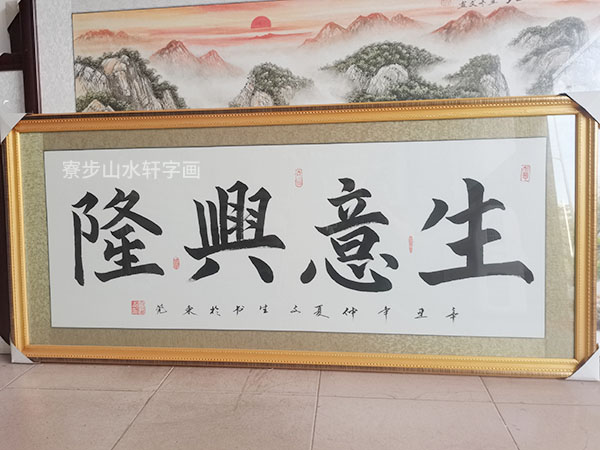 生意興隆
辛丑年仲夏文生书於東莞
寮步山水轩字画